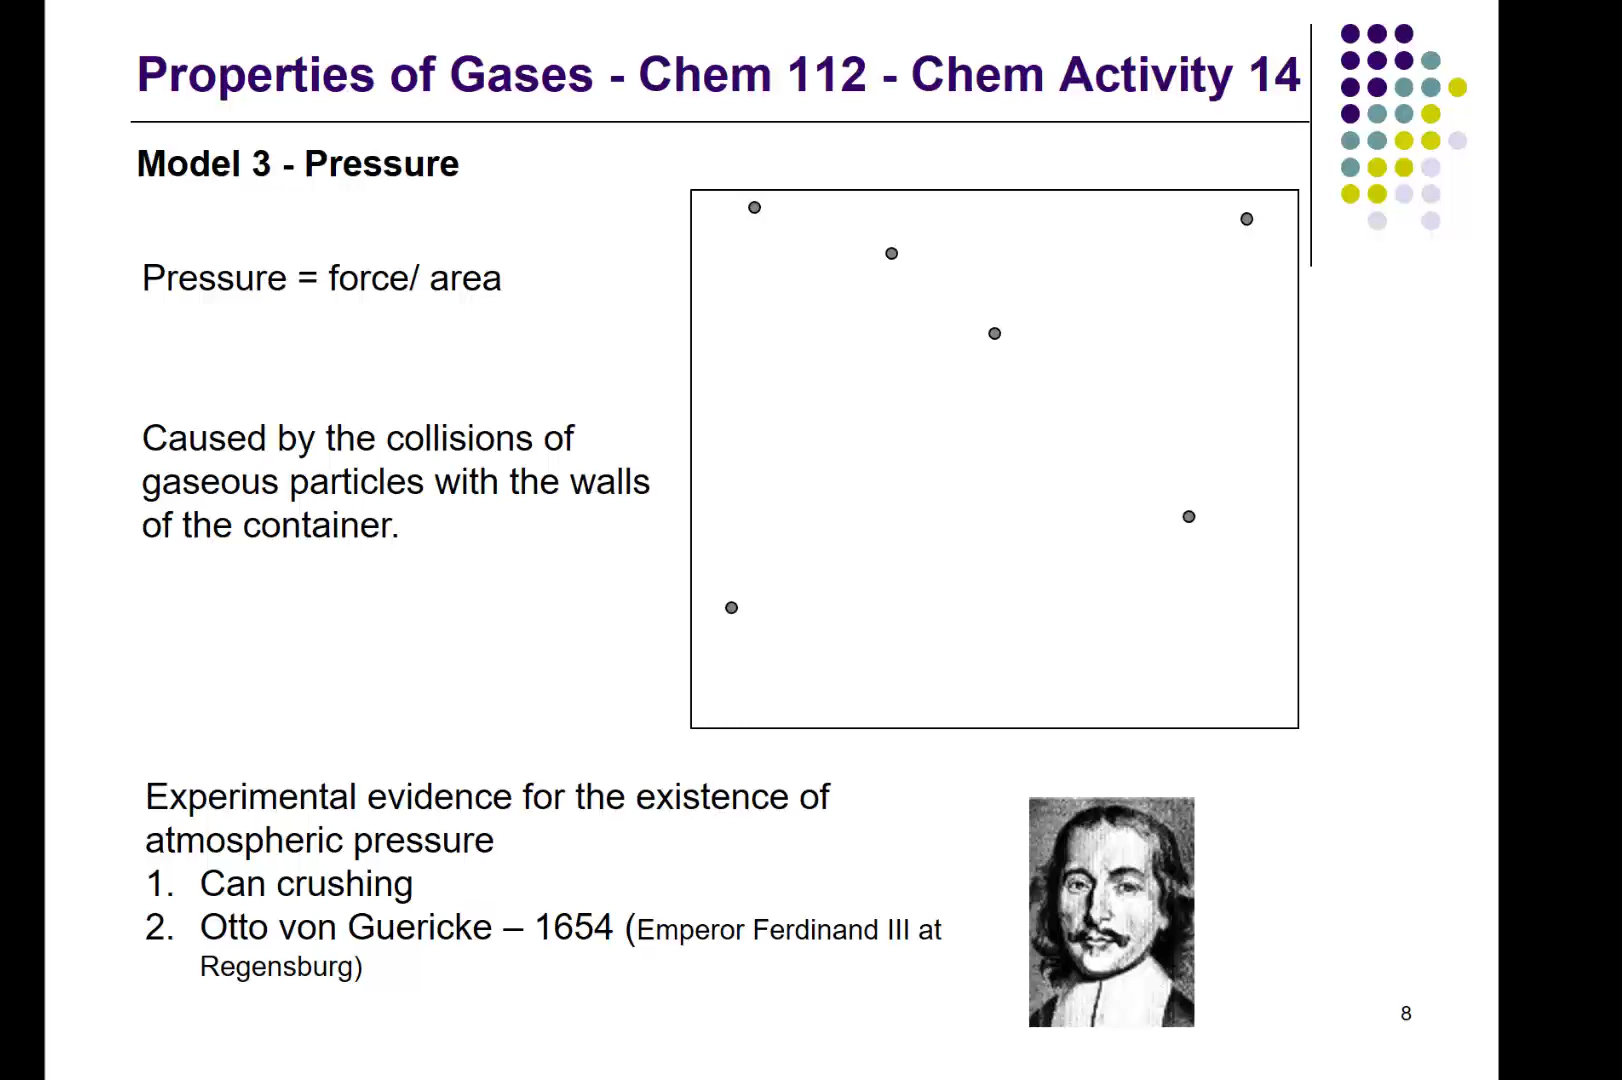 Properties of Gases - Chem 112 - Chem Activity 14
Model 3 - Pressure
Pressure = force/ area
Caused by the collisions of
gaseous particles with the walls
of the container.
Experimental evidence for the existence of
atmospheric pressure
1. Can crushing
2. Otto von Guericke – 1654 (Emperor Ferdinand III at
Regensburg)
8